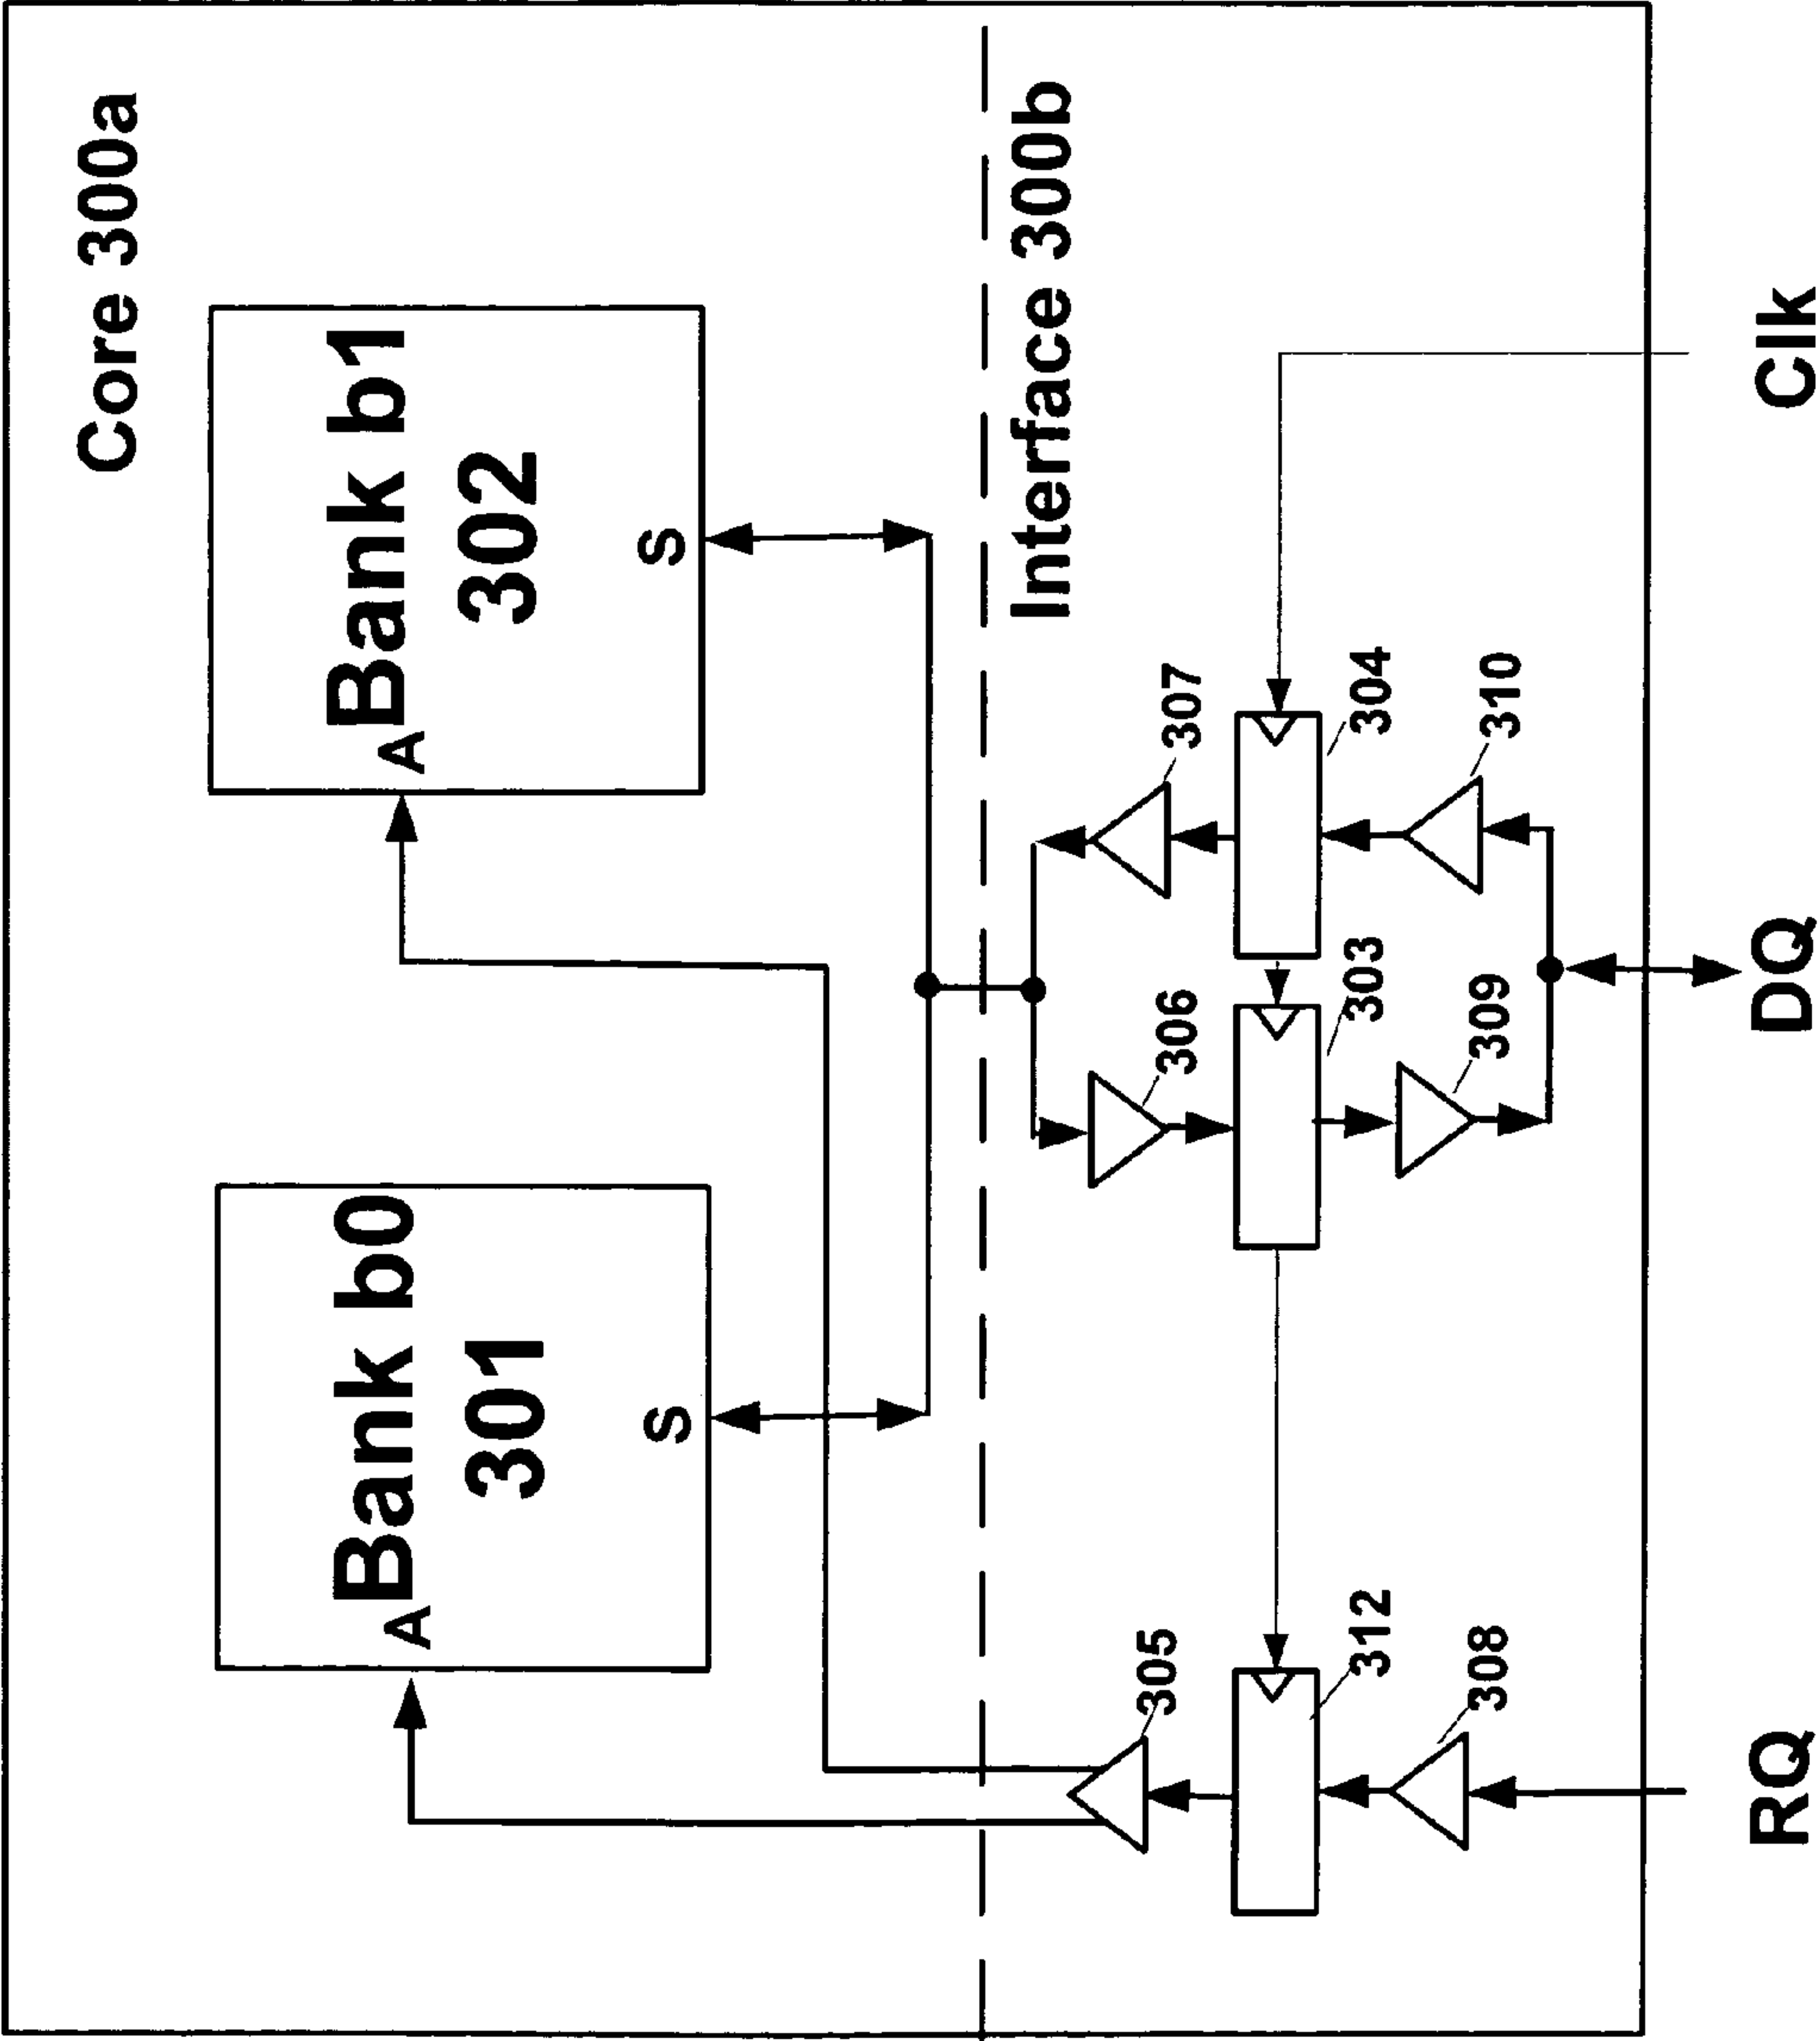 Core 300a
Bank b0
301
A
S
Bank b1
302
A
S
Interface 300b
305
306
307
312
303
304
308
309
310
RQ
DQ
Clk